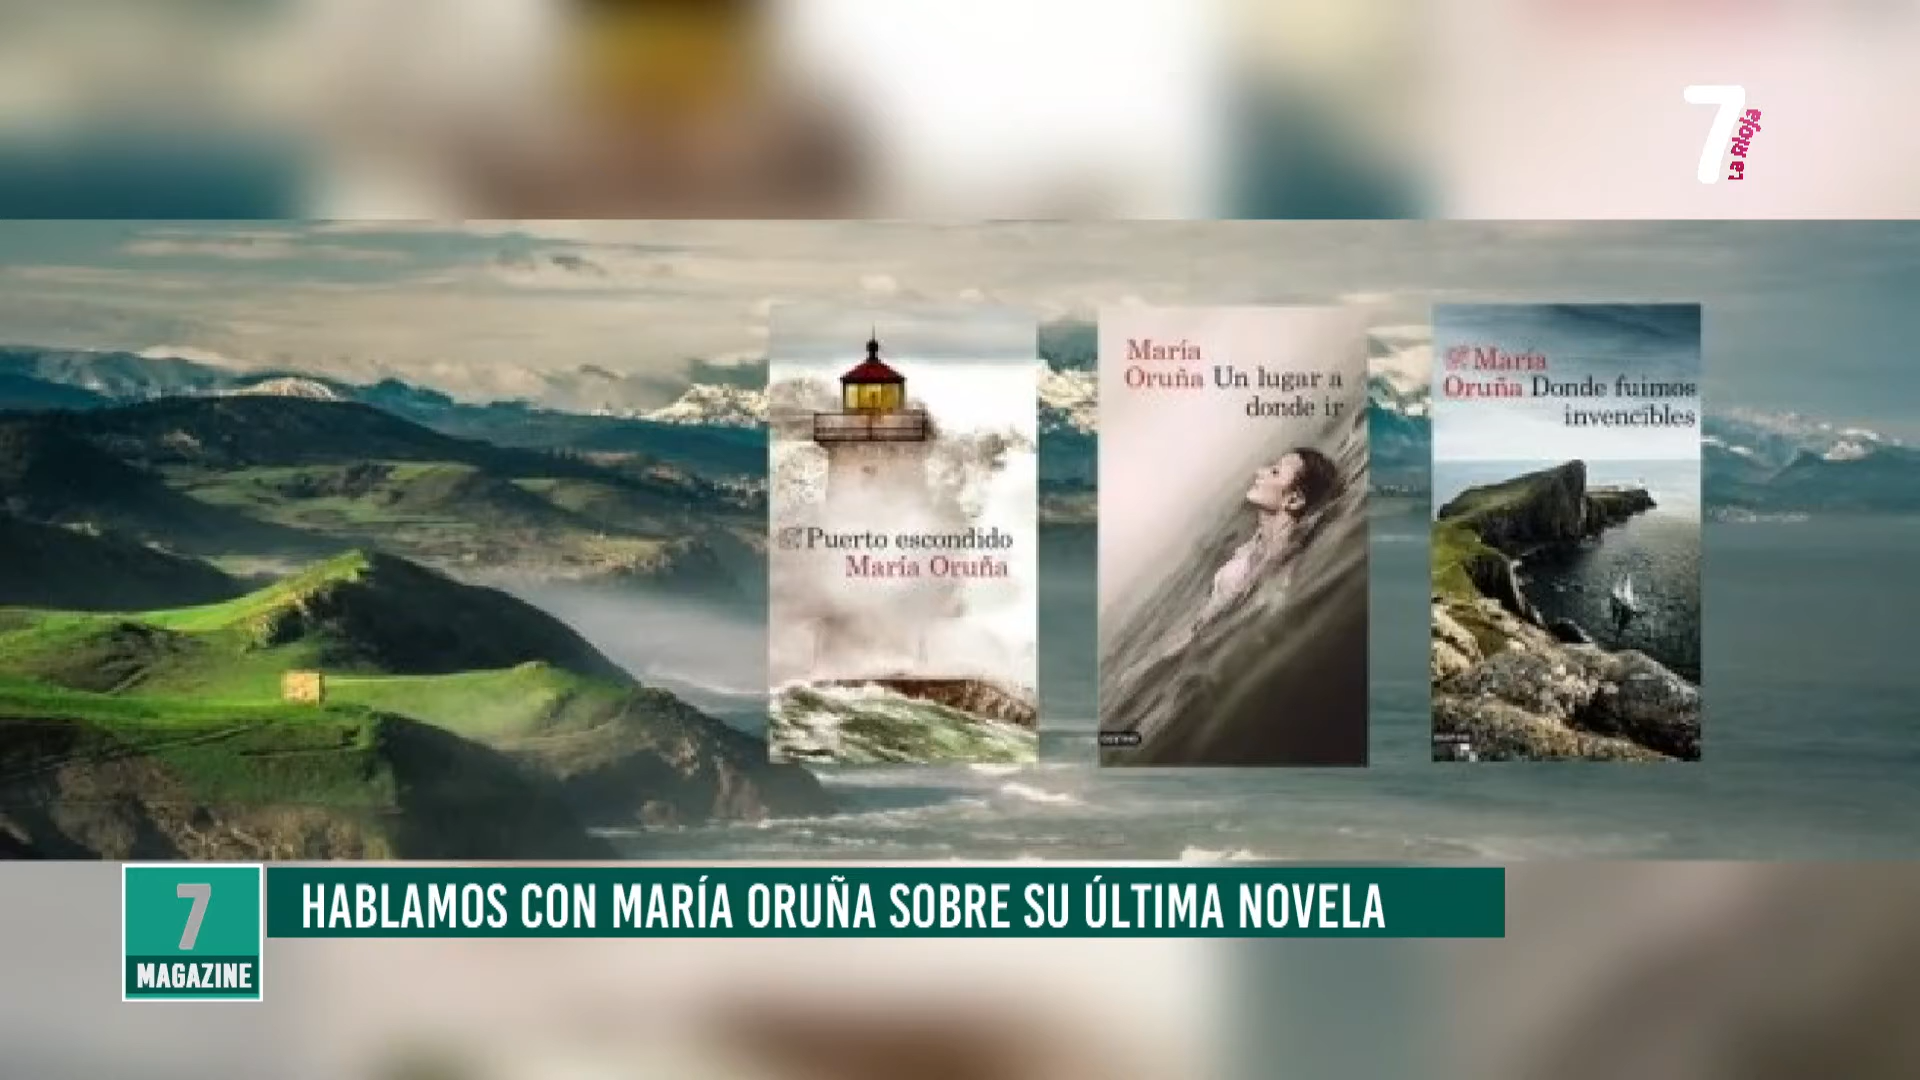 7
La Rioja
María
Oruña Un lugar a
donde ir
María
Oruña Donde fuimos
invencibles
Puerto escondido
María Oruña
7
MAGAZINE
HABLAMOS CON MARÍA ORUÑA SOBRE SU ÚLTIMA NOVELA